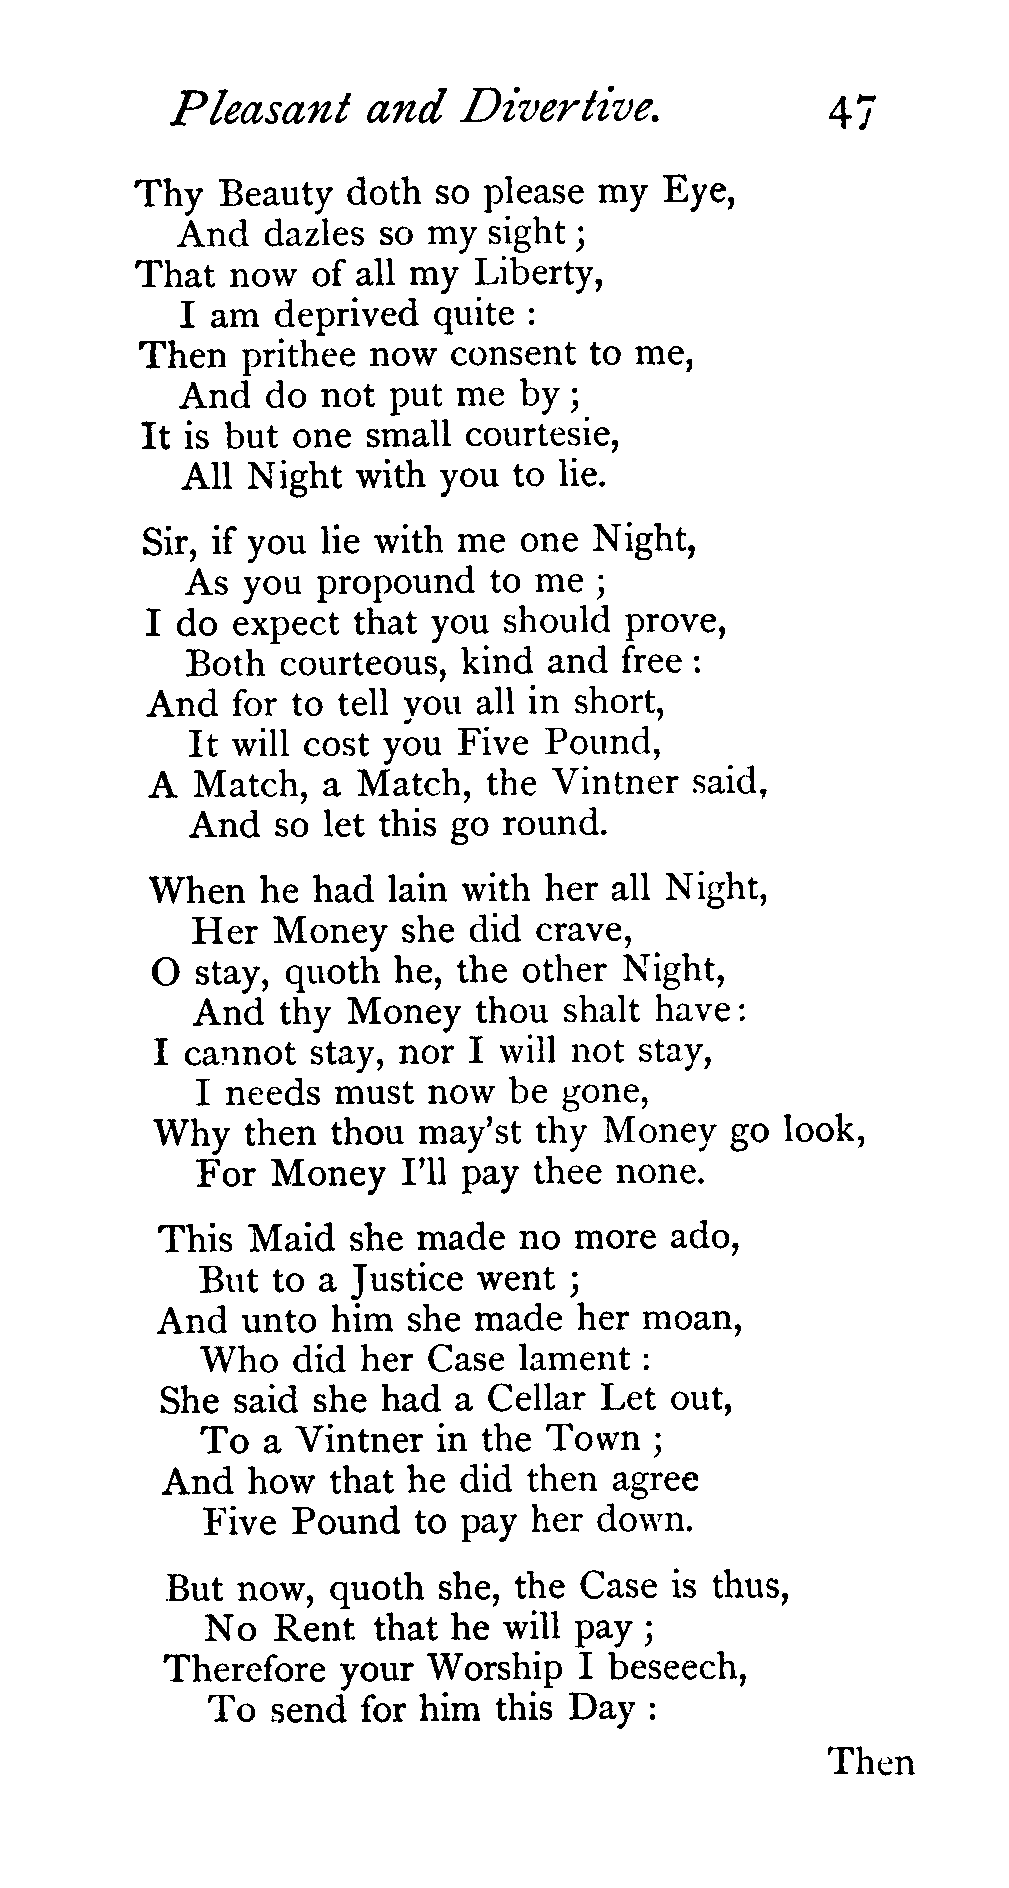 Pleasant and Divertive. 47
Thy Beauty doth so please my Eye,
And dazles so my sight ;
That now of all my Liberty,
I am deprived quite :
Then prithee now consent to me,
And do not put me by ;
It is but one small courtesie,
All Night with you to lie.
Sir, if you lie with me one Night,
As you propound to me ;
I do expect that you should prove,
Both courteous, kind and free :
And for to tell you all in short,
It will cost you Five Pound,
A Match, a Match, the Vintner said,
And so let this go round.
When he had lain with her all Night,
Her Money she did crave,
O stay, quoth he, the other Night,
And thy Money thou shalt have:
I cannot stay, nor I will not stay,
I needs must now be gone,
Why then thou may'st thy Money go look,
For Money I'll pay thee none.
This Maid she made no more ado,
But to a Justice went ;
And unto him she made her moan,
Who did her Case lament :
She said she had a Cellar Let out,
To a Vintner in the Town ;
And how that he did then agree
Five Pound to pay her down.
But now, quoth she, the Case is thus,
No Rent that he will pay ;
Therefore your Worship I beseech,
To send for him this Day :
Then